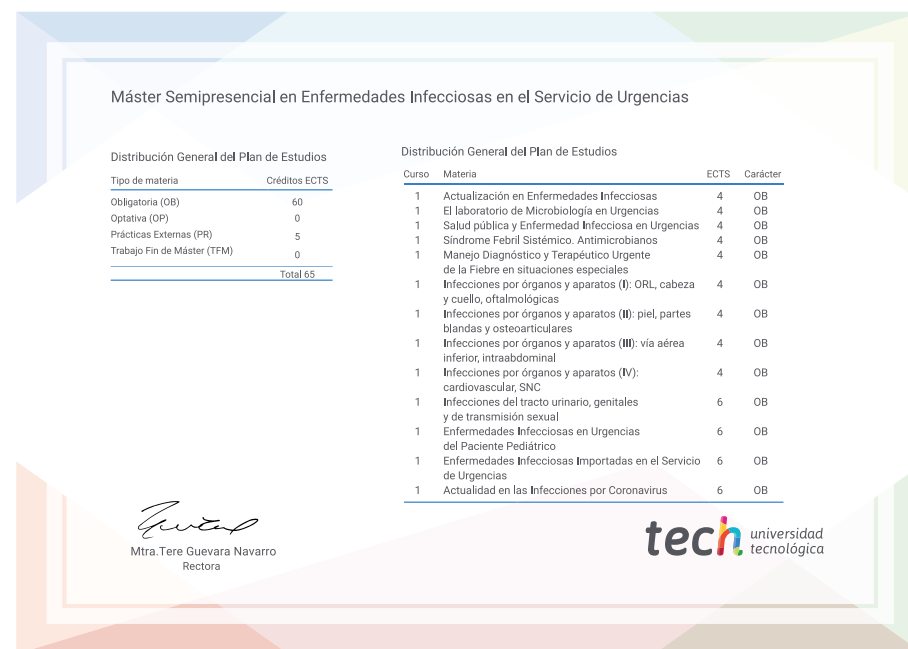 Máster Semipresencial en Enfermedades Infecciosas en el Servicio de Urgencias
Distribución General del Plan de Estudios
Tipo de materia Créditos ECTS
Obligatoria (OB) 60
Optativa (OP) 0
Prácticas Externas (PR) 5
Trabajo Fin de Máster (TFM) 0
Total 65
Distribución General del Plan de Estudios
Curso Materia ECTS Carácter
1 Actualización en Enfermedades Infecciosas 4 OB
1 El laboratorio de Microbiología en Urgencias 4 OB
1 Salud pública y Enfermedad Infecciosa en Urgencias 4 OB
1 Síndrome Febril Sistémico. Antimicrobianos 4 OB
1 Manejo Diagnóstico y Terapéutico Urgente 4 OB
de la Fiebre en situaciones especiales
1 Infecciones por órganos y aparatos (I): ORL, cabeza 4 OB
y cuello, oftalmológicas
1 Infecciones por órganos y aparatos (II): piel, partes 4 OB
blandas y osteoarticulares
1 Infecciones por órganos y aparatos (III): vía aérea 4 OB
inferior, intraabdominal
1 Infecciones por órganos y aparatos (IV): 4 OB
cardiovascular, SNC
1 Infecciones del tracto urinario, genitales 6 OB
y de transmisión sexual
1 Enfermedades Infecciosas en Urgencias 6 OB
del Paciente Pediátrico
1 Enfermedades Infecciosas Importadas en el Servicio 6 OB
de Urgencias
1 Actualidad en las Infecciones por Coronavirus 6 OB
Mtra.Tere Guevara Navarro
Rectora
tech universidad
tecnológica